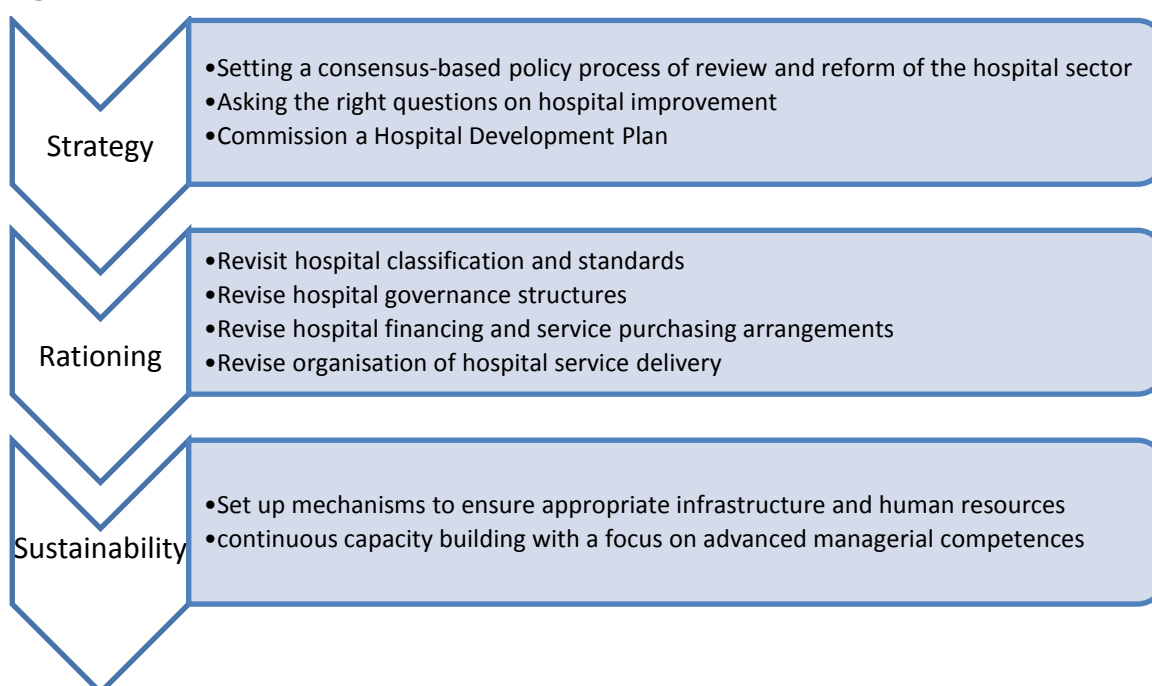 Strategy
•Setting a consensus-based policy process of review and reform of the hospital sector
•Asking the right questions on hospital improvement
•Commission a Hospital Development Plan
Rationing
•Revisit hospital classification and standards
•Revise hospital governance structures
•Revise hospital financing and service purchasing arrangements
•Revise organisation of hospital service delivery
Sustainability
•Set up mechanisms to ensure appropriate infrastructure and human resources
•continuous capacity building with a focus on advanced managerial competences